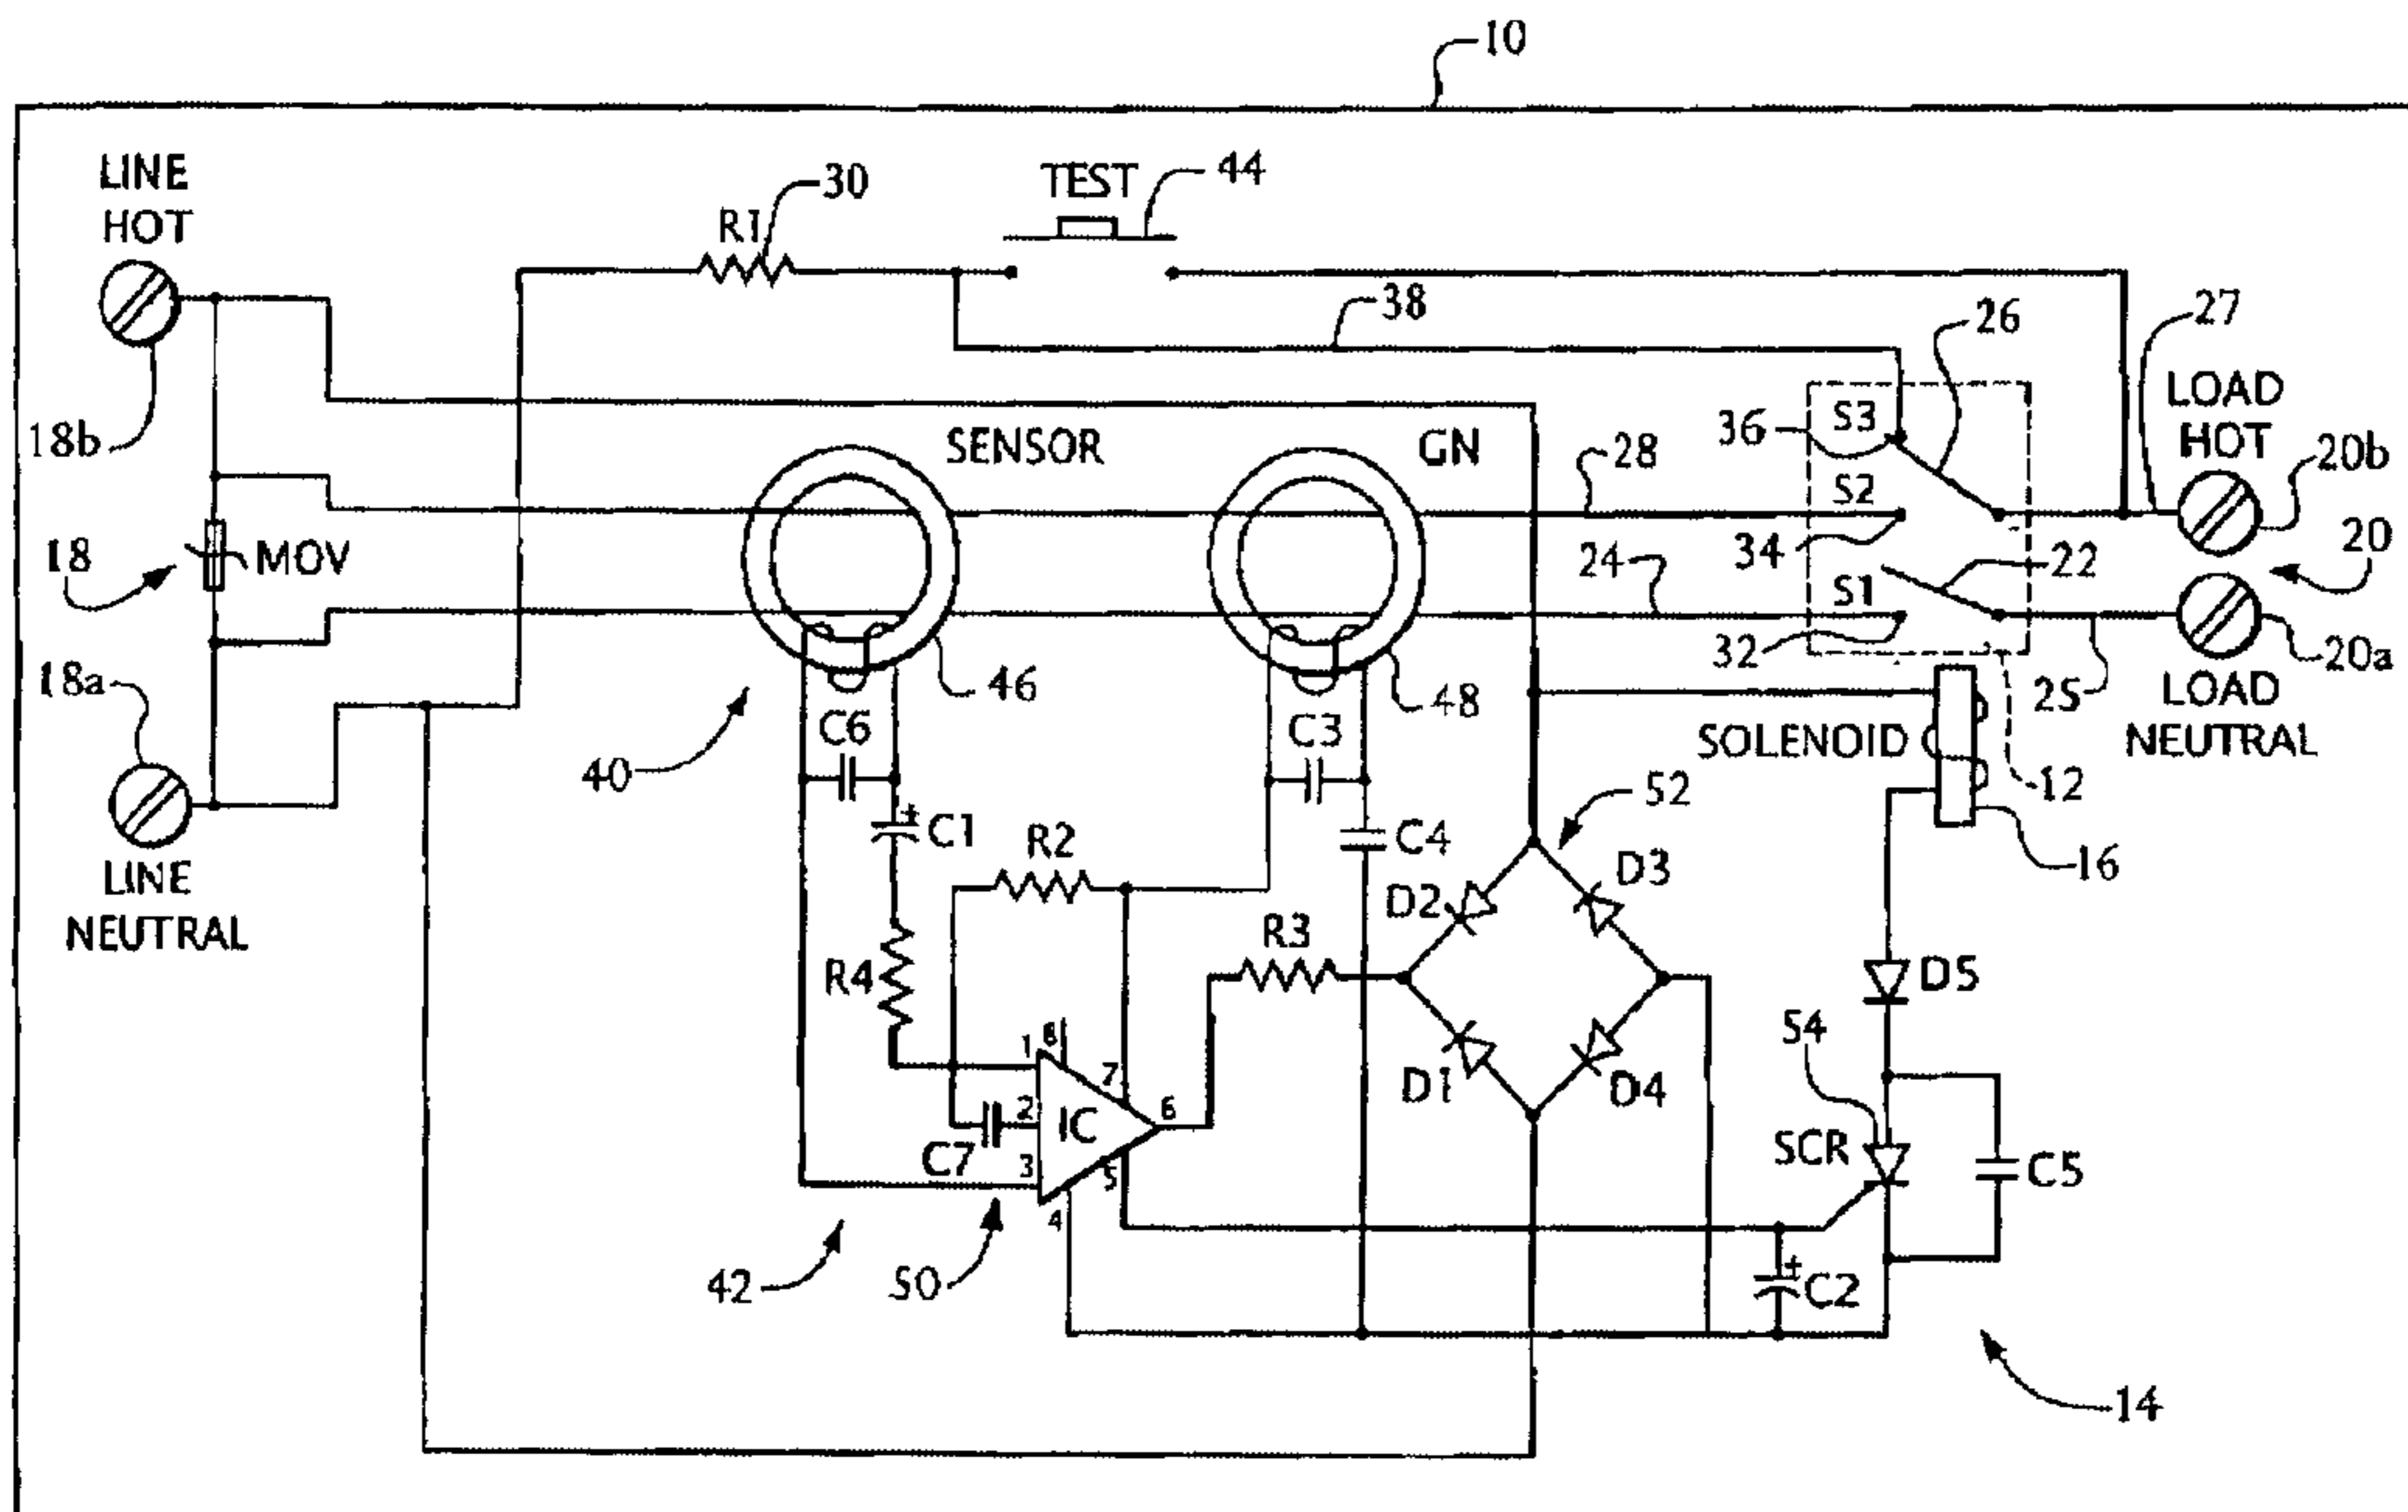 10
LINE
HOT
R1
30
TEST
44
38
26
27
LOAD
HOT
18b
SENSOR
GN
28
36
S3
S2
20b
18
MOV
24
34
S1
22
20
32
20a
18a
46
48
25
LOAD
NEUTRAL
C6
C3
SOLENOID
12
40
52
+
C1
R2
C4
D3
16
LINE
NEUTRAL
D2
R3
R4
D5
54
1
8
7
6
D1
D4
2
IC
C7
3
5
4
SCR
C5
42
50
+
C2
14